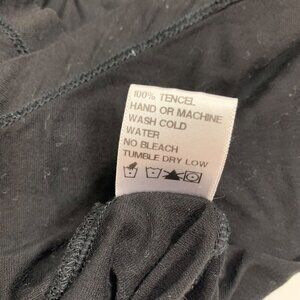 100% TENCEL
HAND OR MACHINE
WASH COLD
WATER
NO BLEACH
TUMBLE DRY LOW